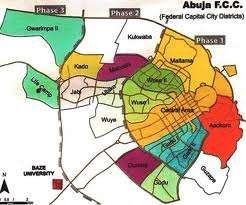 Abuja F.C.C.
(Federal Capital City Districts)
Phase 3
Phase 2
Phase 1
Gwarimpa II
Kukwaba
Kado
Mabushi
Maitama
Life Camp
Jabi
Wuse II
Wuse I
Utako
Wuye
Central Area
Asokoro
BAZE
UNIVERSITY
Durumi
Garki
Guzape
Gudu
N